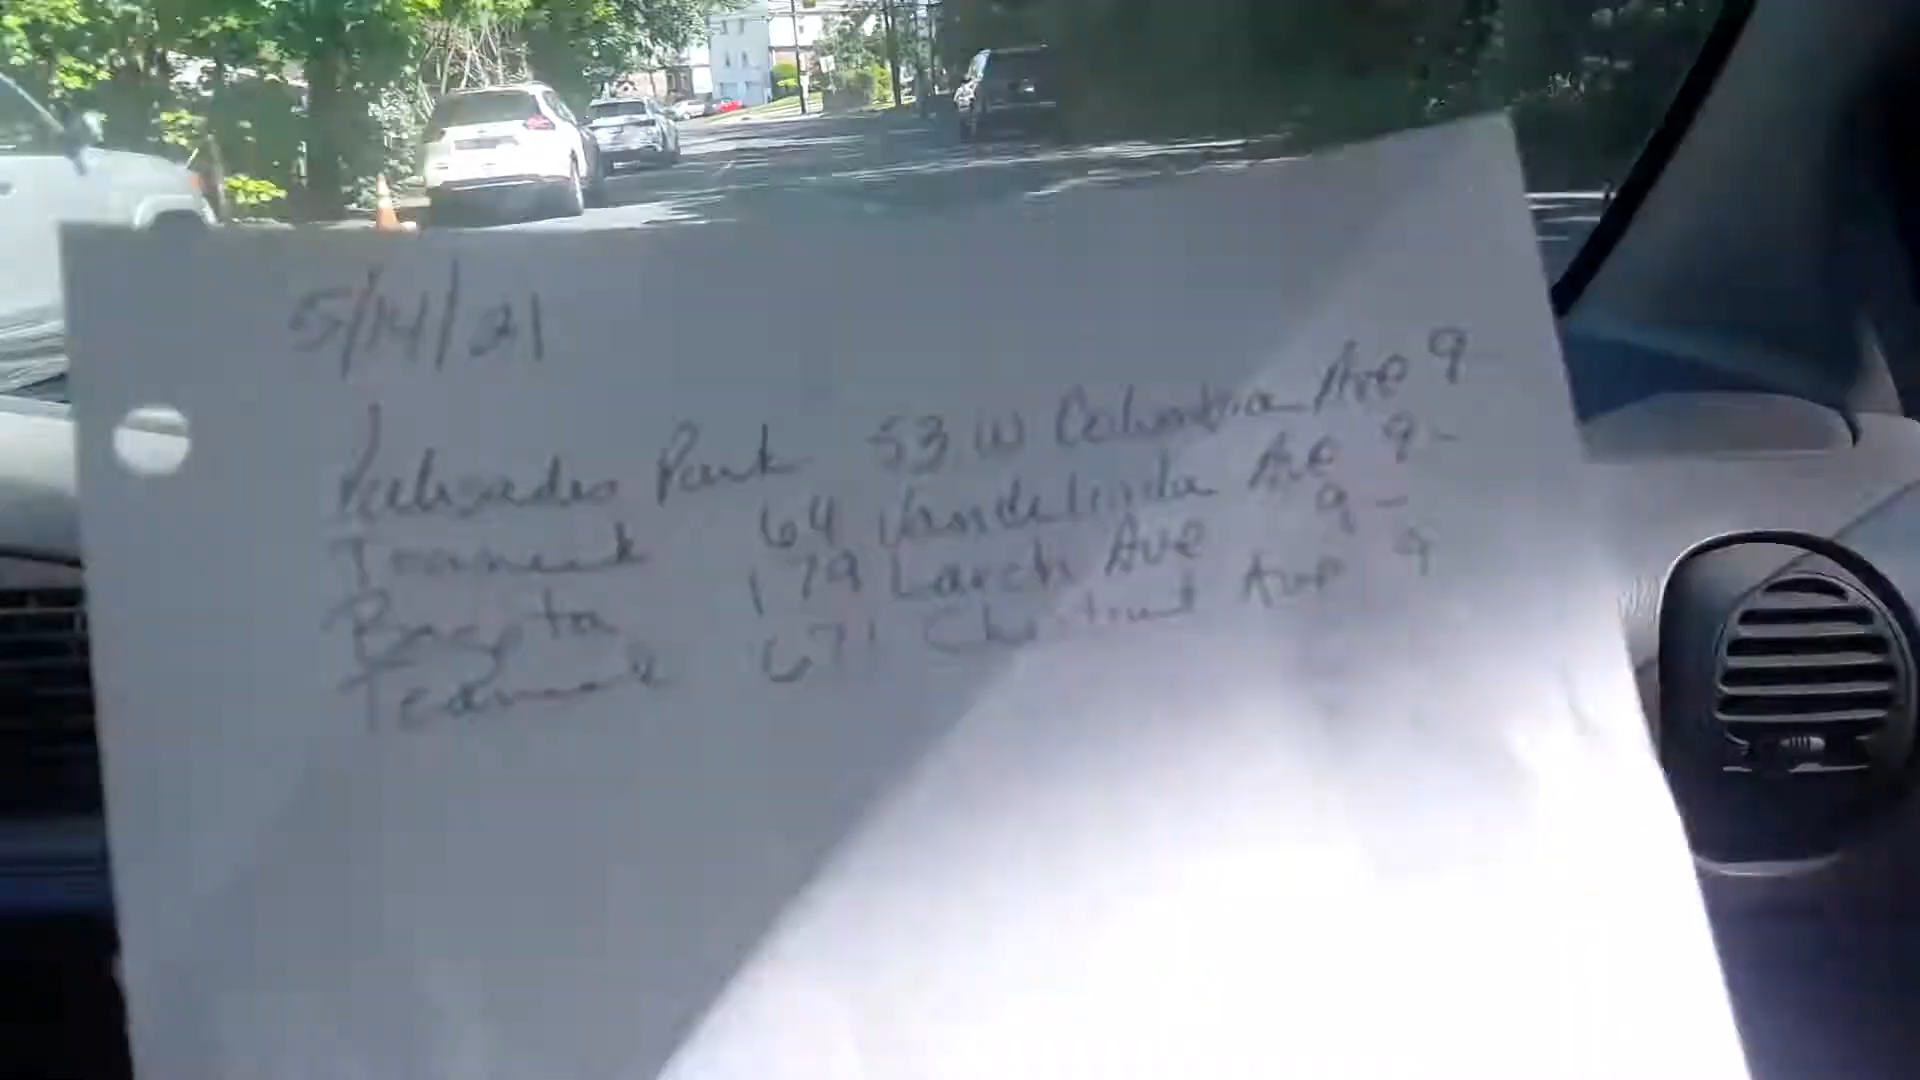 5/14/21
Palisades Park 53 W Columbia Ave 9-
Teaneck 64 Vandelinda Ave 9-
Bogota 179 Larch Ave 9-
Teaneck 671 Chestnut Ave 9